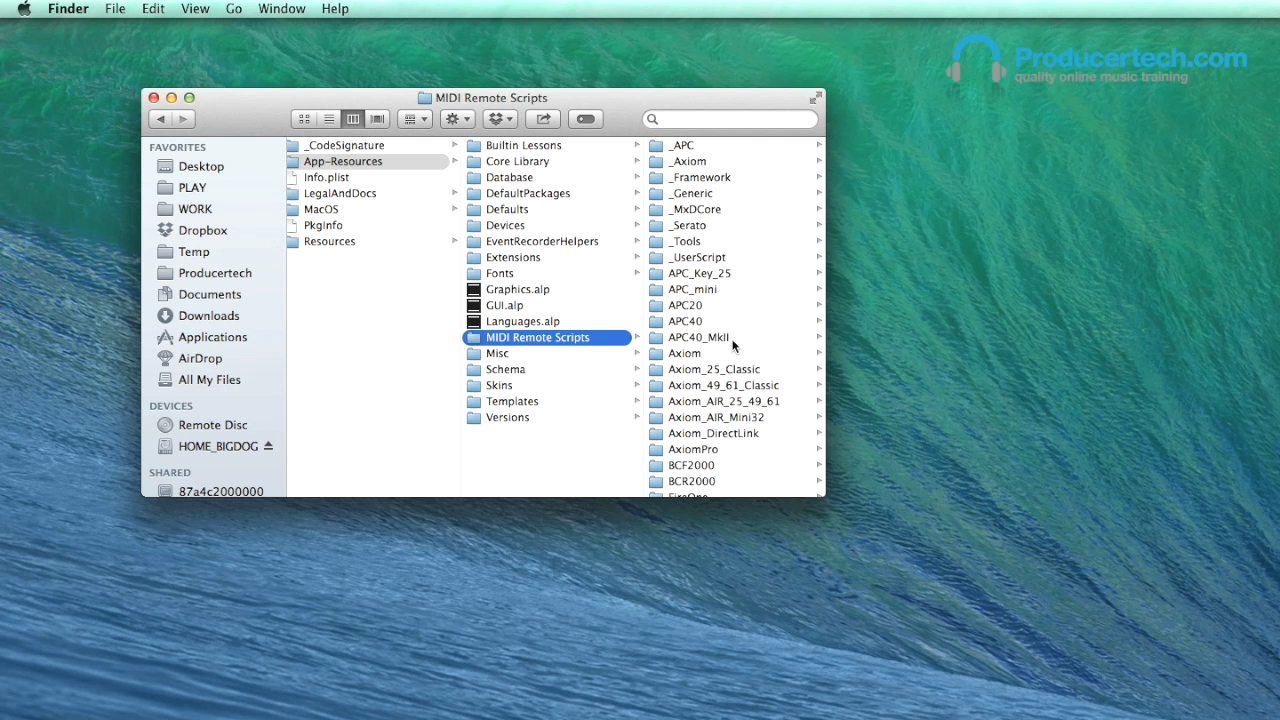 Finder File Edit View Go Window Help
Producertech.com
quality online music training
MIDI Remote Scripts
FAVORITES
Desktop
PLAY
WORK
Dropbox
Temp
Producertech
Documents
Downloads
Applications
AirDrop
All My Files
DEVICES
Remote Disc
HOME_BIGDOG
SHARED
87a4c2000000
_CodeSignature
App-Resources
Info.plist
LegalAndDocs
MacOS
PkgInfo
Resources
Builtin Lessons
Core Library
Database
DefaultPackages
Defaults
Devices
EventRecorderHelpers
Extensions
Fonts
Graphics.alp
GUI.alp
Languages.alp
MIDI Remote Scripts
Misc
Schema
Skins
Templates
Versions
_APC
_Axiom
_Framework
_Generic
_MxDCore
_Serato
_Tools
_UserScript
APC_Key_25
APC_mini
APC20
APC40
APC40_MkII
Axiom
Axiom_25_Classic
Axiom_49_61_Classic
Axiom_AIR_25_49_61
Axiom_AIR_Mini32
Axiom_DirectLink
AxiomPro
BCF2000
BCR2000
FireOne